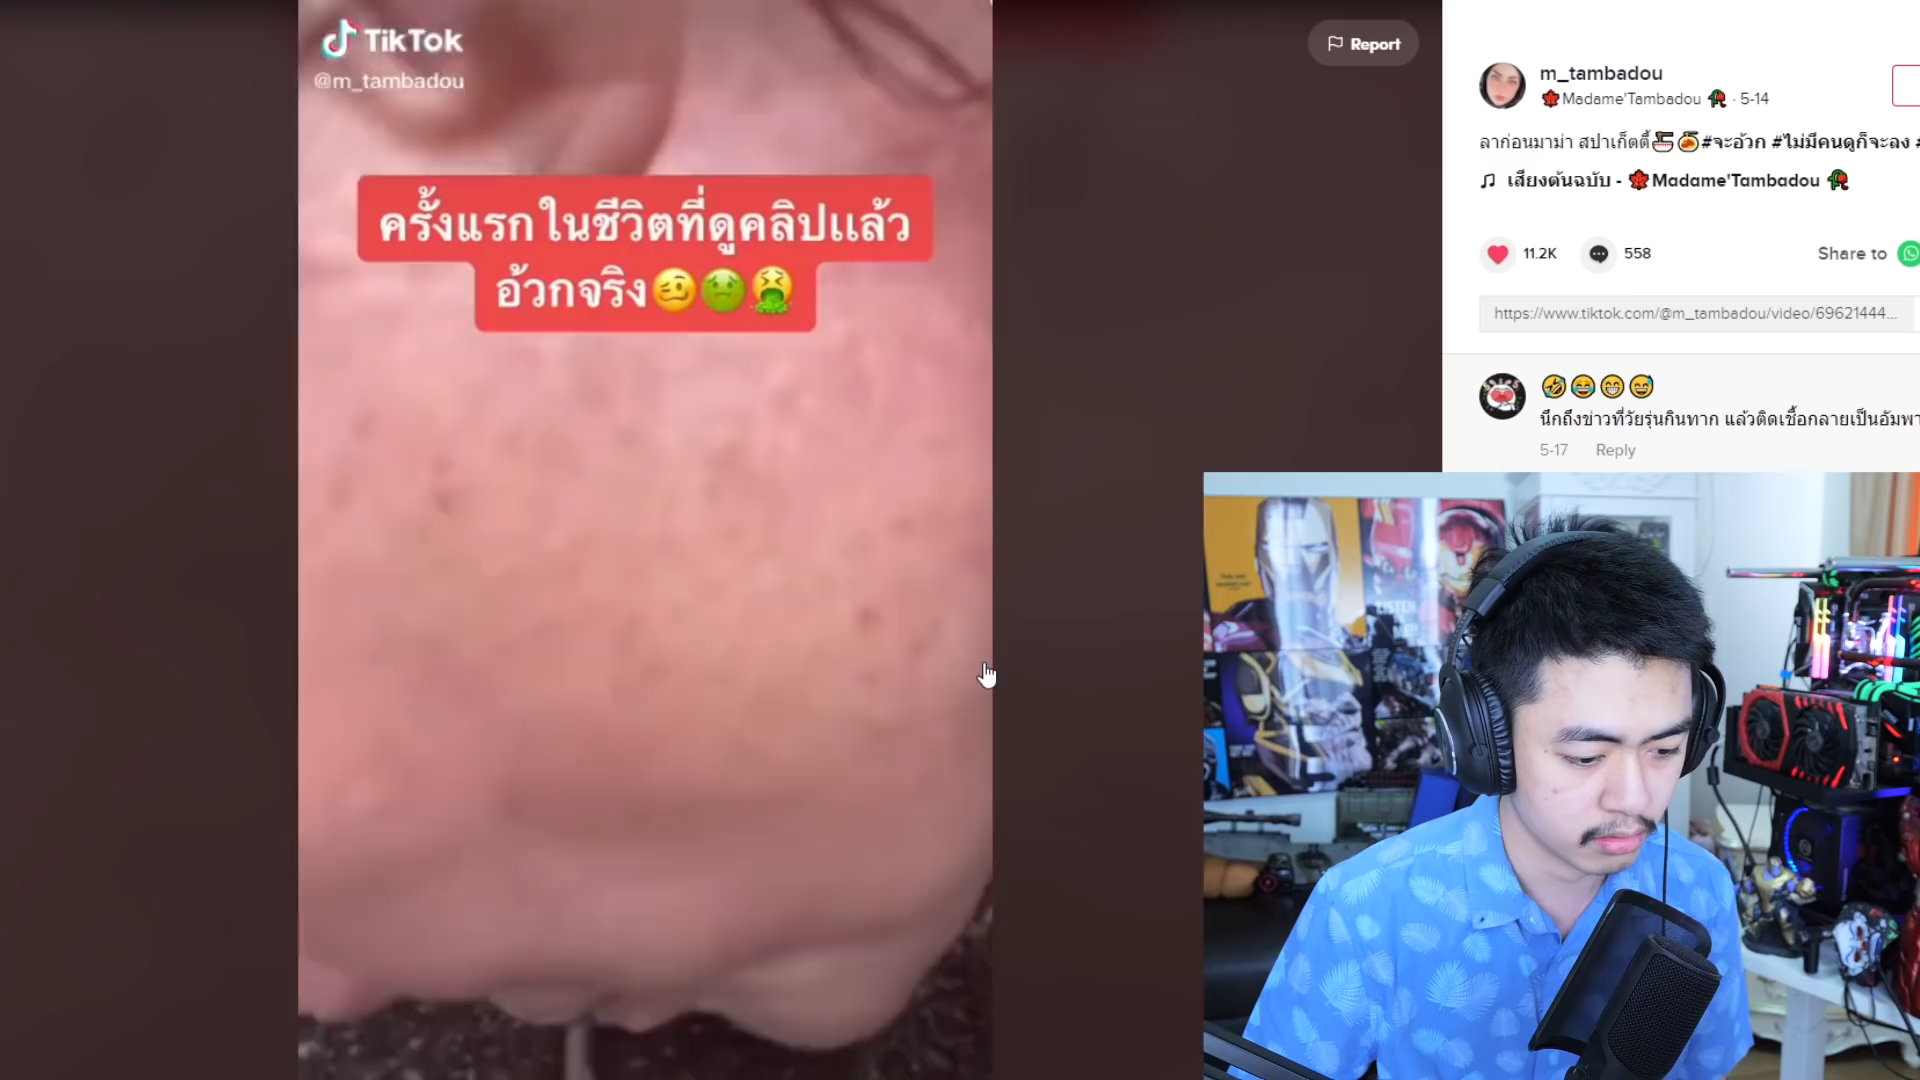 TikTok
@m_tambadou
ครั้งแรกในชีวิตที่ดูคลิปแล้ว
อ้วกจริง🥴🤢🤮
Report
m_tambadou
🍁Madame'Tambadou 🥀 · 5-14
ลาก่อนมาม่า สปาเก็ตตี้🍜🍝#จะอ้วก #ไม่มีคนดูก็จะลง #
♫ เสียงต้นฉบับ - 🍁Madame'Tambadou 🥀
11.2K
558
Share to
https://www.tiktok.com/@m_tambadou/video/69621444...
🤣😂😁😅
นึกถึงข่าวที่วัยรุ่นกินทาก แล้วติดเชื้อกลายเป็นอัมพา
5-17 Reply
LISTEN